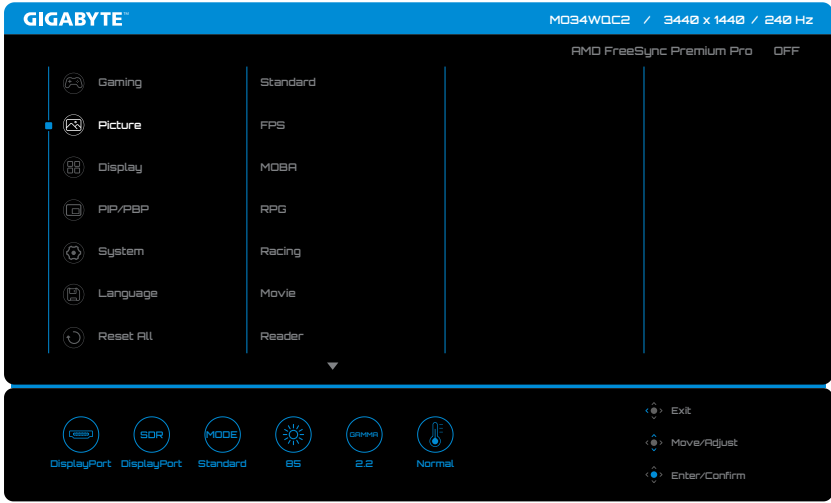 GIGABYTE™ MO34WQC2 / 3440 x 1440 / 240 Hz
AMD FreeSync Premium Pro OFF
Gaming Standard
Picture FPS
Display MOBA
PIP/PBP RPG
System Racing
Language Movie
Reset All Reader
SDR MODE GAMMA
DisplayPort DisplayPort Standard 85 2.2 Normal
Exit
Move/Adjust
Enter/Confirm